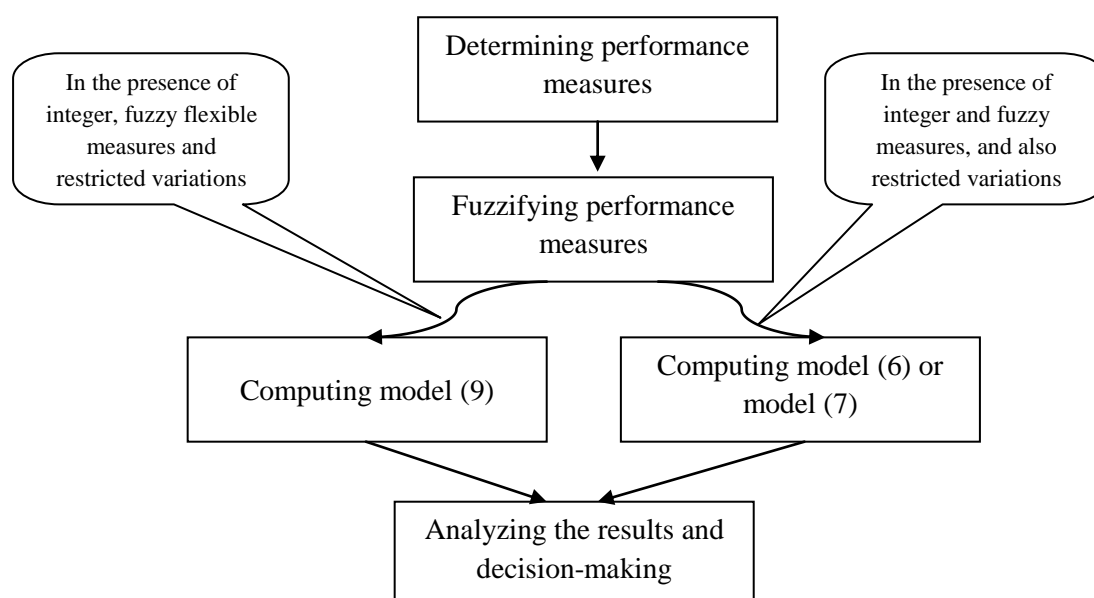 Determining performance
measures
In the presence of
integer, fuzzy flexible
measures and
restricted variations
In the presence of
integer and fuzzy
measures, and also
restricted variations
Fuzzifying performance
measures
Computing model (9)
Computing model (6) or
model (7)
Analyzing the results and
decision-making